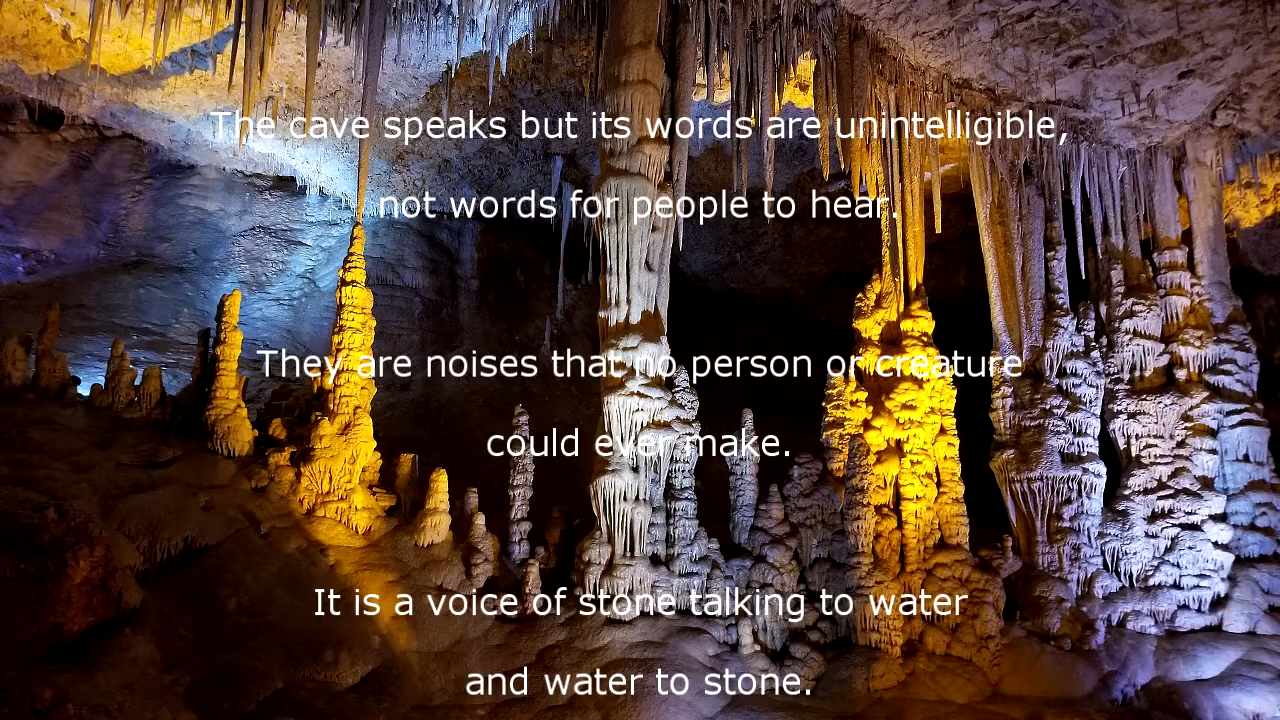 The cave speaks but its words are unintelligible,
not words for people to hear.
They are noises that no person or creature
could ever make.
It is a voice of stone talking to water
and water to stone.